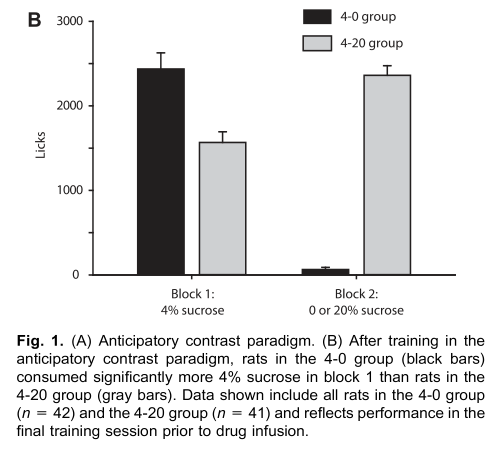 B
3000
4-0 group
4-20 group
2000
Licks
1000
0
Block 1:
4% sucrose
Block 2:
0 or 20% sucrose
Fig. 1. (A) Anticipatory contrast paradigm. (B) After training in the
anticipatory contrast paradigm, rats in the 4-0 group (black bars)
consumed significantly more 4% sucrose in block 1 than rats in the
4-20 group (gray bars). Data shown include all rats in the 4-0 group
(n = 42) and the 4-20 group (n = 41) and reflects performance in the
final training session prior to drug infusion.